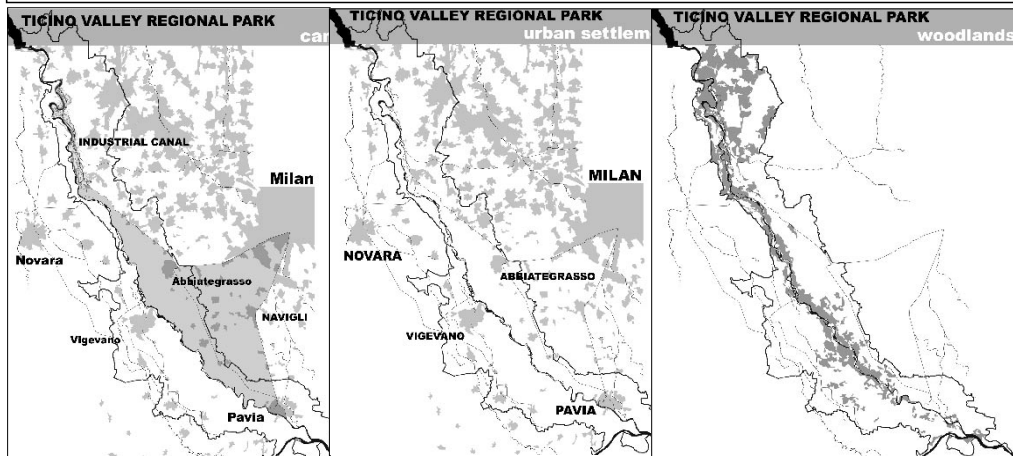 TICINO VALLEY REGIONAL PARK
can
INDUSTRIAL CANAL
Milan
Novara
Abbiategrasso
NAVIGLI
Vigevano
Pavia
TICINO VALLEY REGIONAL PARK
urban settlem
MILAN
NOVARA
ABBIATEGRASSO
VIGEVANO
PAVIA
TICINO VALLEY REGIONAL PARK
woodlands